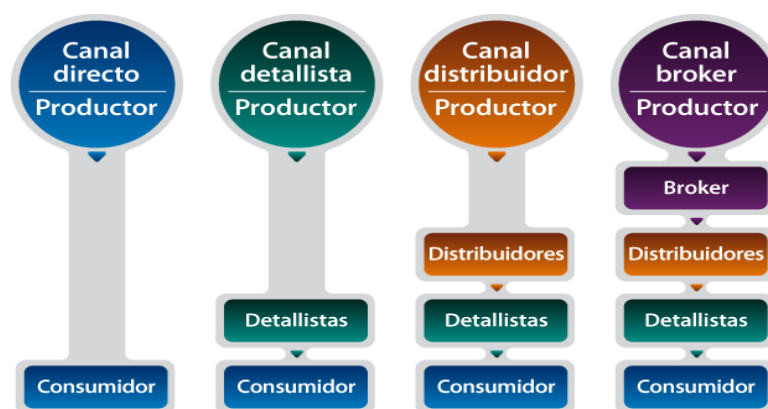 Canal
directo
Productor
Consumidor
Canal
detallista
Productor
Detallistas
Consumidor
Canal
distribuidor
Productor
Distribuidores
Detallistas
Consumidor
Canal
broker
Productor
Broker
Distribuidores
Detallistas
Consumidor